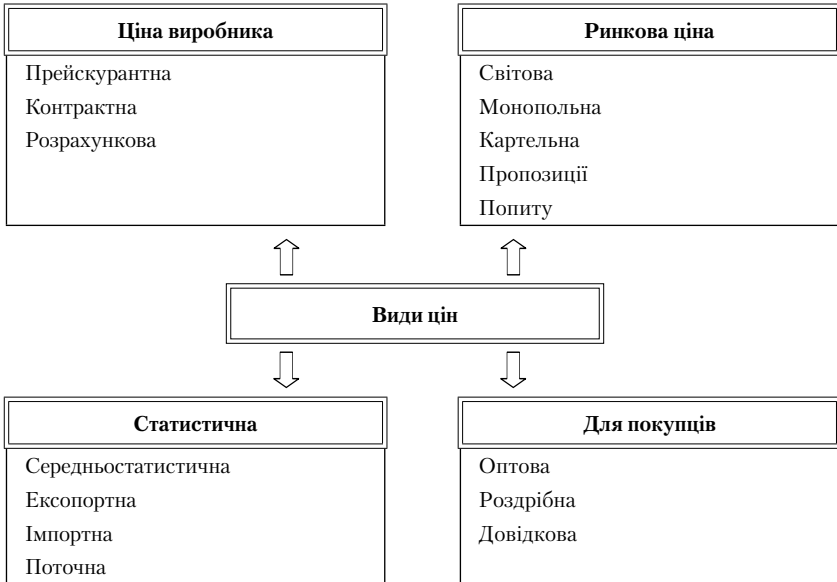 Ціна виробника
Прейскурантна
Контрактна
Розрахункова
Ринкова ціна
Світова
Монопольна
Картельна
Пропозиції
Попиту
Види цін
Статистична
Середньостатистична
Ексопортна
Імпортна
Поточна
Для покупців
Оптова
Роздрібна
Довідкова